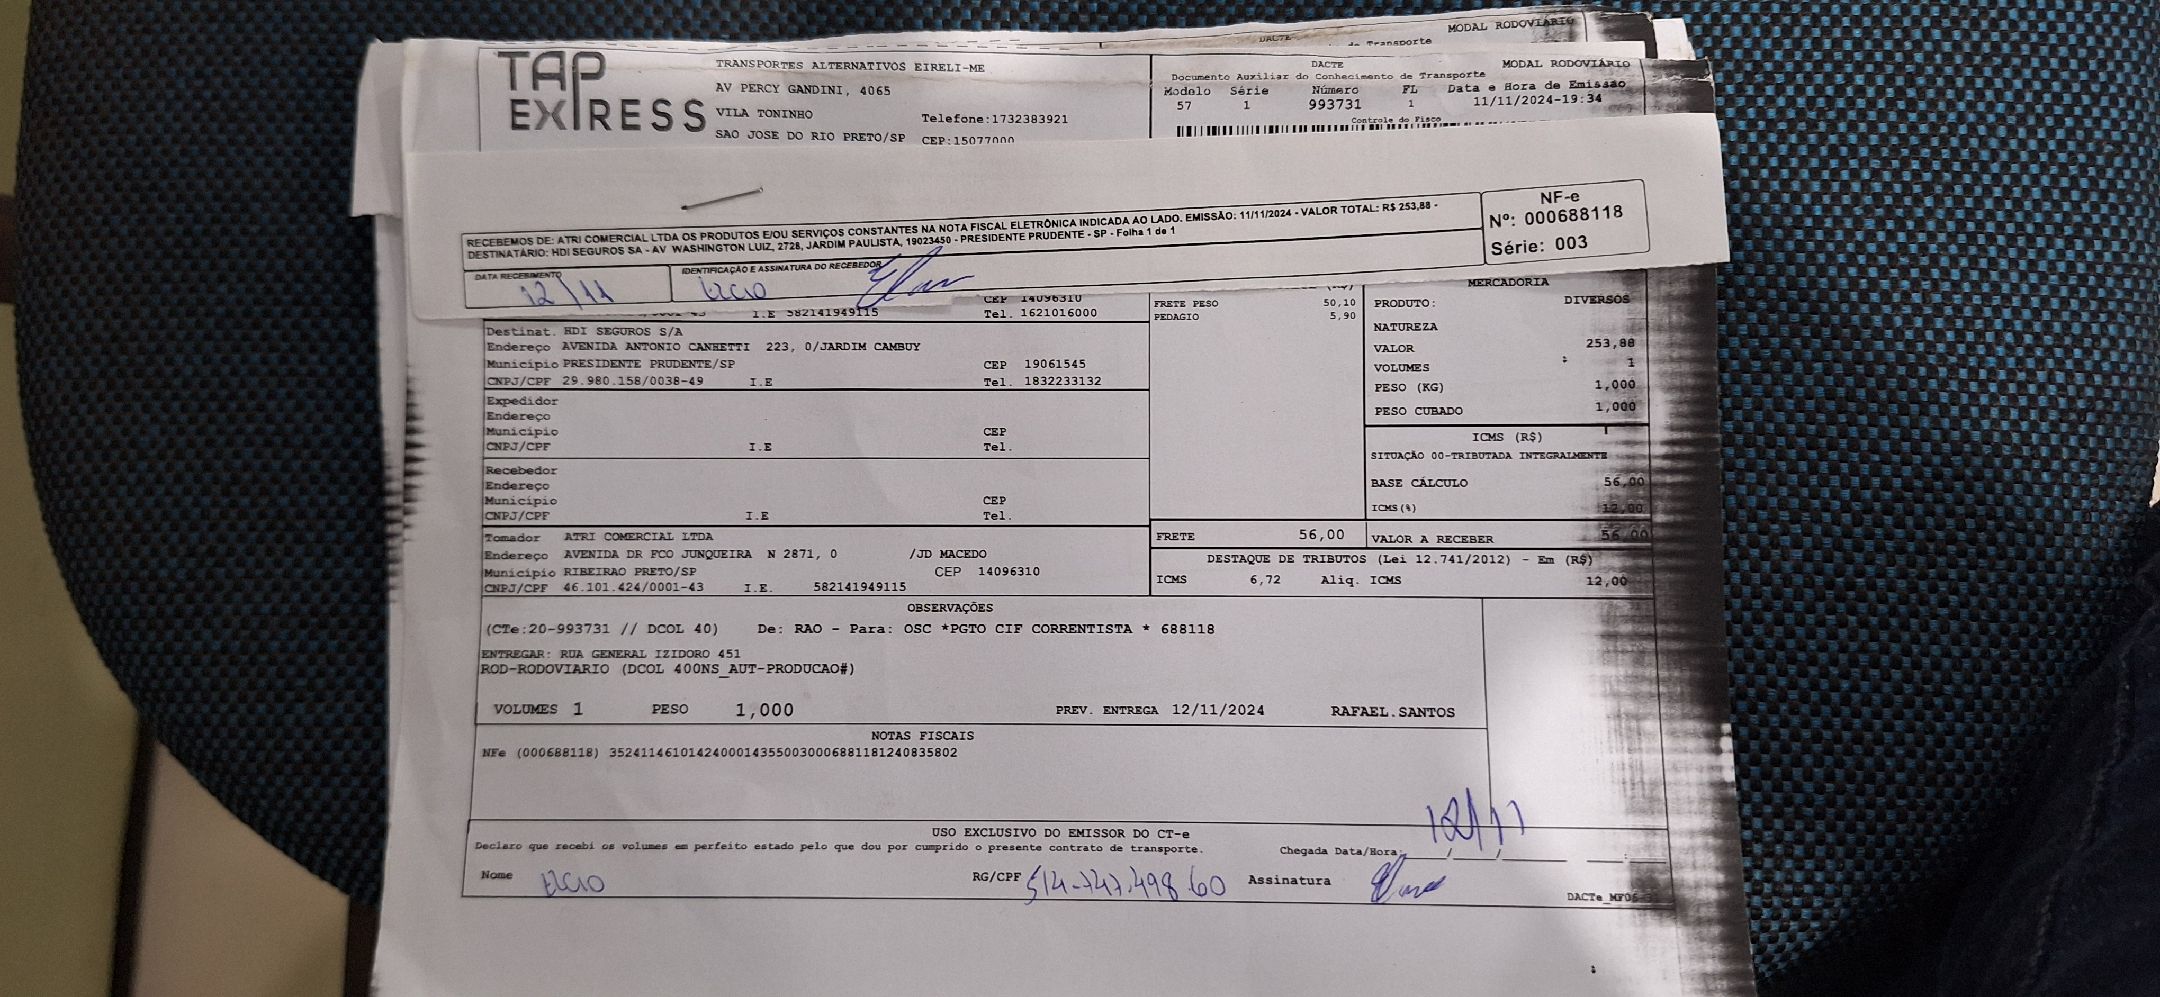 MODAL RODOVIÁRIO
DACTE
de Transporte
TAP EXPRESS
TRANSPORTES ALTERNATIVOS EIRELI-ME
AV PERCY GANDINI, 4065
VILA TONINHO
Telefone:1732383921
SAO JOSE DO RIO PRETO/SP CEP:15077000
DACTE MODAL RODOVIÁRIO
Documento Auxiliar do Conhecimento de Transporte
Modelo Série Número FL Data e Hora de Emissão
57 1 993731 1 11/11/2024-19:34
Controle do Fisco
RECEBEMOS DE: ATRI COMERCIAL LTDA OS PRODUTOS E/OU SERVIÇOS CONSTANTES NA NOTA FISCAL ELETRÔNICA INDICADA AO LADO. EMISSÃO: 11/11/2024 - VALOR TOTAL: R$ 253,88 -
DESTINATÁRIO: HDI SEGUROS SA - AV WASHINGTON LUIZ, 2728, JARDIM PAULISTA, 19023450 - PRESIDENTE PRUDENTE - SP - Folha 1 de 1
NF-e
Nº: 000688118
Série: 003
DATA RECEBIMENTO
12/11
IDENTIFICAÇÃO E ASSINATURA DO RECEBEDOR
CEP 14096310
I.E 582141949115 Tel. 1621016000
Destinat. HDI SEGUROS S/A
Endereço AVENIDA ANTONIO CANHETTI 223, 0/JARDIM CAMBUY
Município PRESIDENTE PRUDENTE/SP CEP 19061545
CNPJ/CPF 29.980.158/0038-49 I.E Tel. 1832233132
Expedidor
Endereço
Município CEP
CNPJ/CPF I.E Tel.
Recebedor
Endereço
Município CEP
CNPJ/CPF I.E Tel.
Tomador ATRI COMERCIAL LTDA
Endereço AVENIDA DR FCO JUNQUEIRA N 2871, 0 /JD MACEDO
Município RIBEIRAO PRETO/SP CEP 14096310
CNPJ/CPF 46.101.424/0001-43 I.E. 582141949115
FRETE PESO 50,10
PEDAGIO 5,90
MERCADORIA
PRODUTO: DIVERSOS
NATUREZA
VALOR 253,88
VOLUMES : 1
PESO (KG) 1,000
PESO CUBADO 1,000
ICMS (R$)
SITUAÇÃO 00-TRIBUTADA INTEGRALMENTE
BASE CÁLCULO 56,00
ICMS(%) 12,00
FRETE 56,00 VALOR A RECEBER 56,00
DESTAQUE DE TRIBUTOS (Lei 12.741/2012) - Em (R$)
ICMS 6,72 Aliq. ICMS 12,00
OBSERVAÇÕES
(CTe:20-993731 // DCOL 40) De: RAO - Para: OSC *PGTO CIF CORRENTISTA * 688118
ENTREGAR: RUA GENERAL IZIDORO 451
ROD-RODOVIARIO (DCOL 400NS_AUT-PRODUCAO#)
VOLUMES 1 PESO 1,000 PREV. ENTREGA 12/11/2024 RAFAEL.SANTOS
NOTAS FISCAIS
NFe (000688118) 35241146101424000143550030006881181240835802
USO EXCLUSIVO DO EMISSOR DO CT-e
Declaro que recebi os volumes em perfeito estado pelo que dou por cumprido o presente contrato de transporte.
Chegada Data/Hora: 12/11
Nome RG/CPF 514.747.498.60 Assinatura